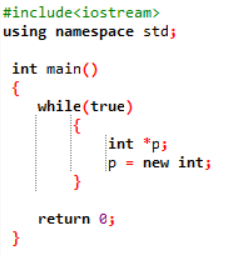 #include<iostream>
using namespace std;
int main()
{
while(true)
{
int *p;
p = new int;
}
return 0;
}